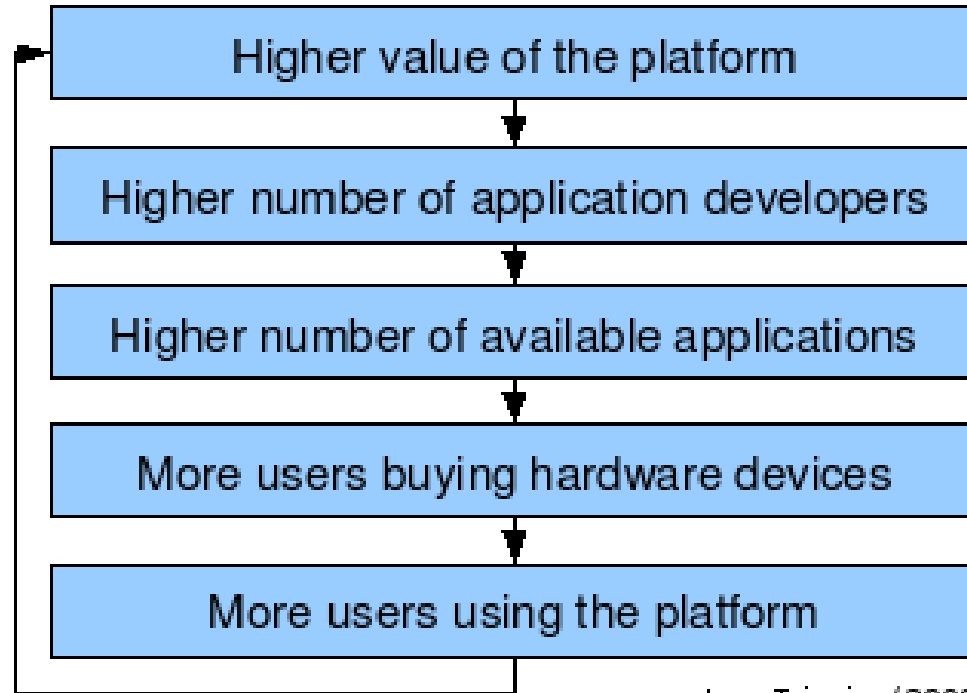 Higher value of the platform
Higher number of application developers
Higher number of available applications
More users buying hardware devices
More users using the platform